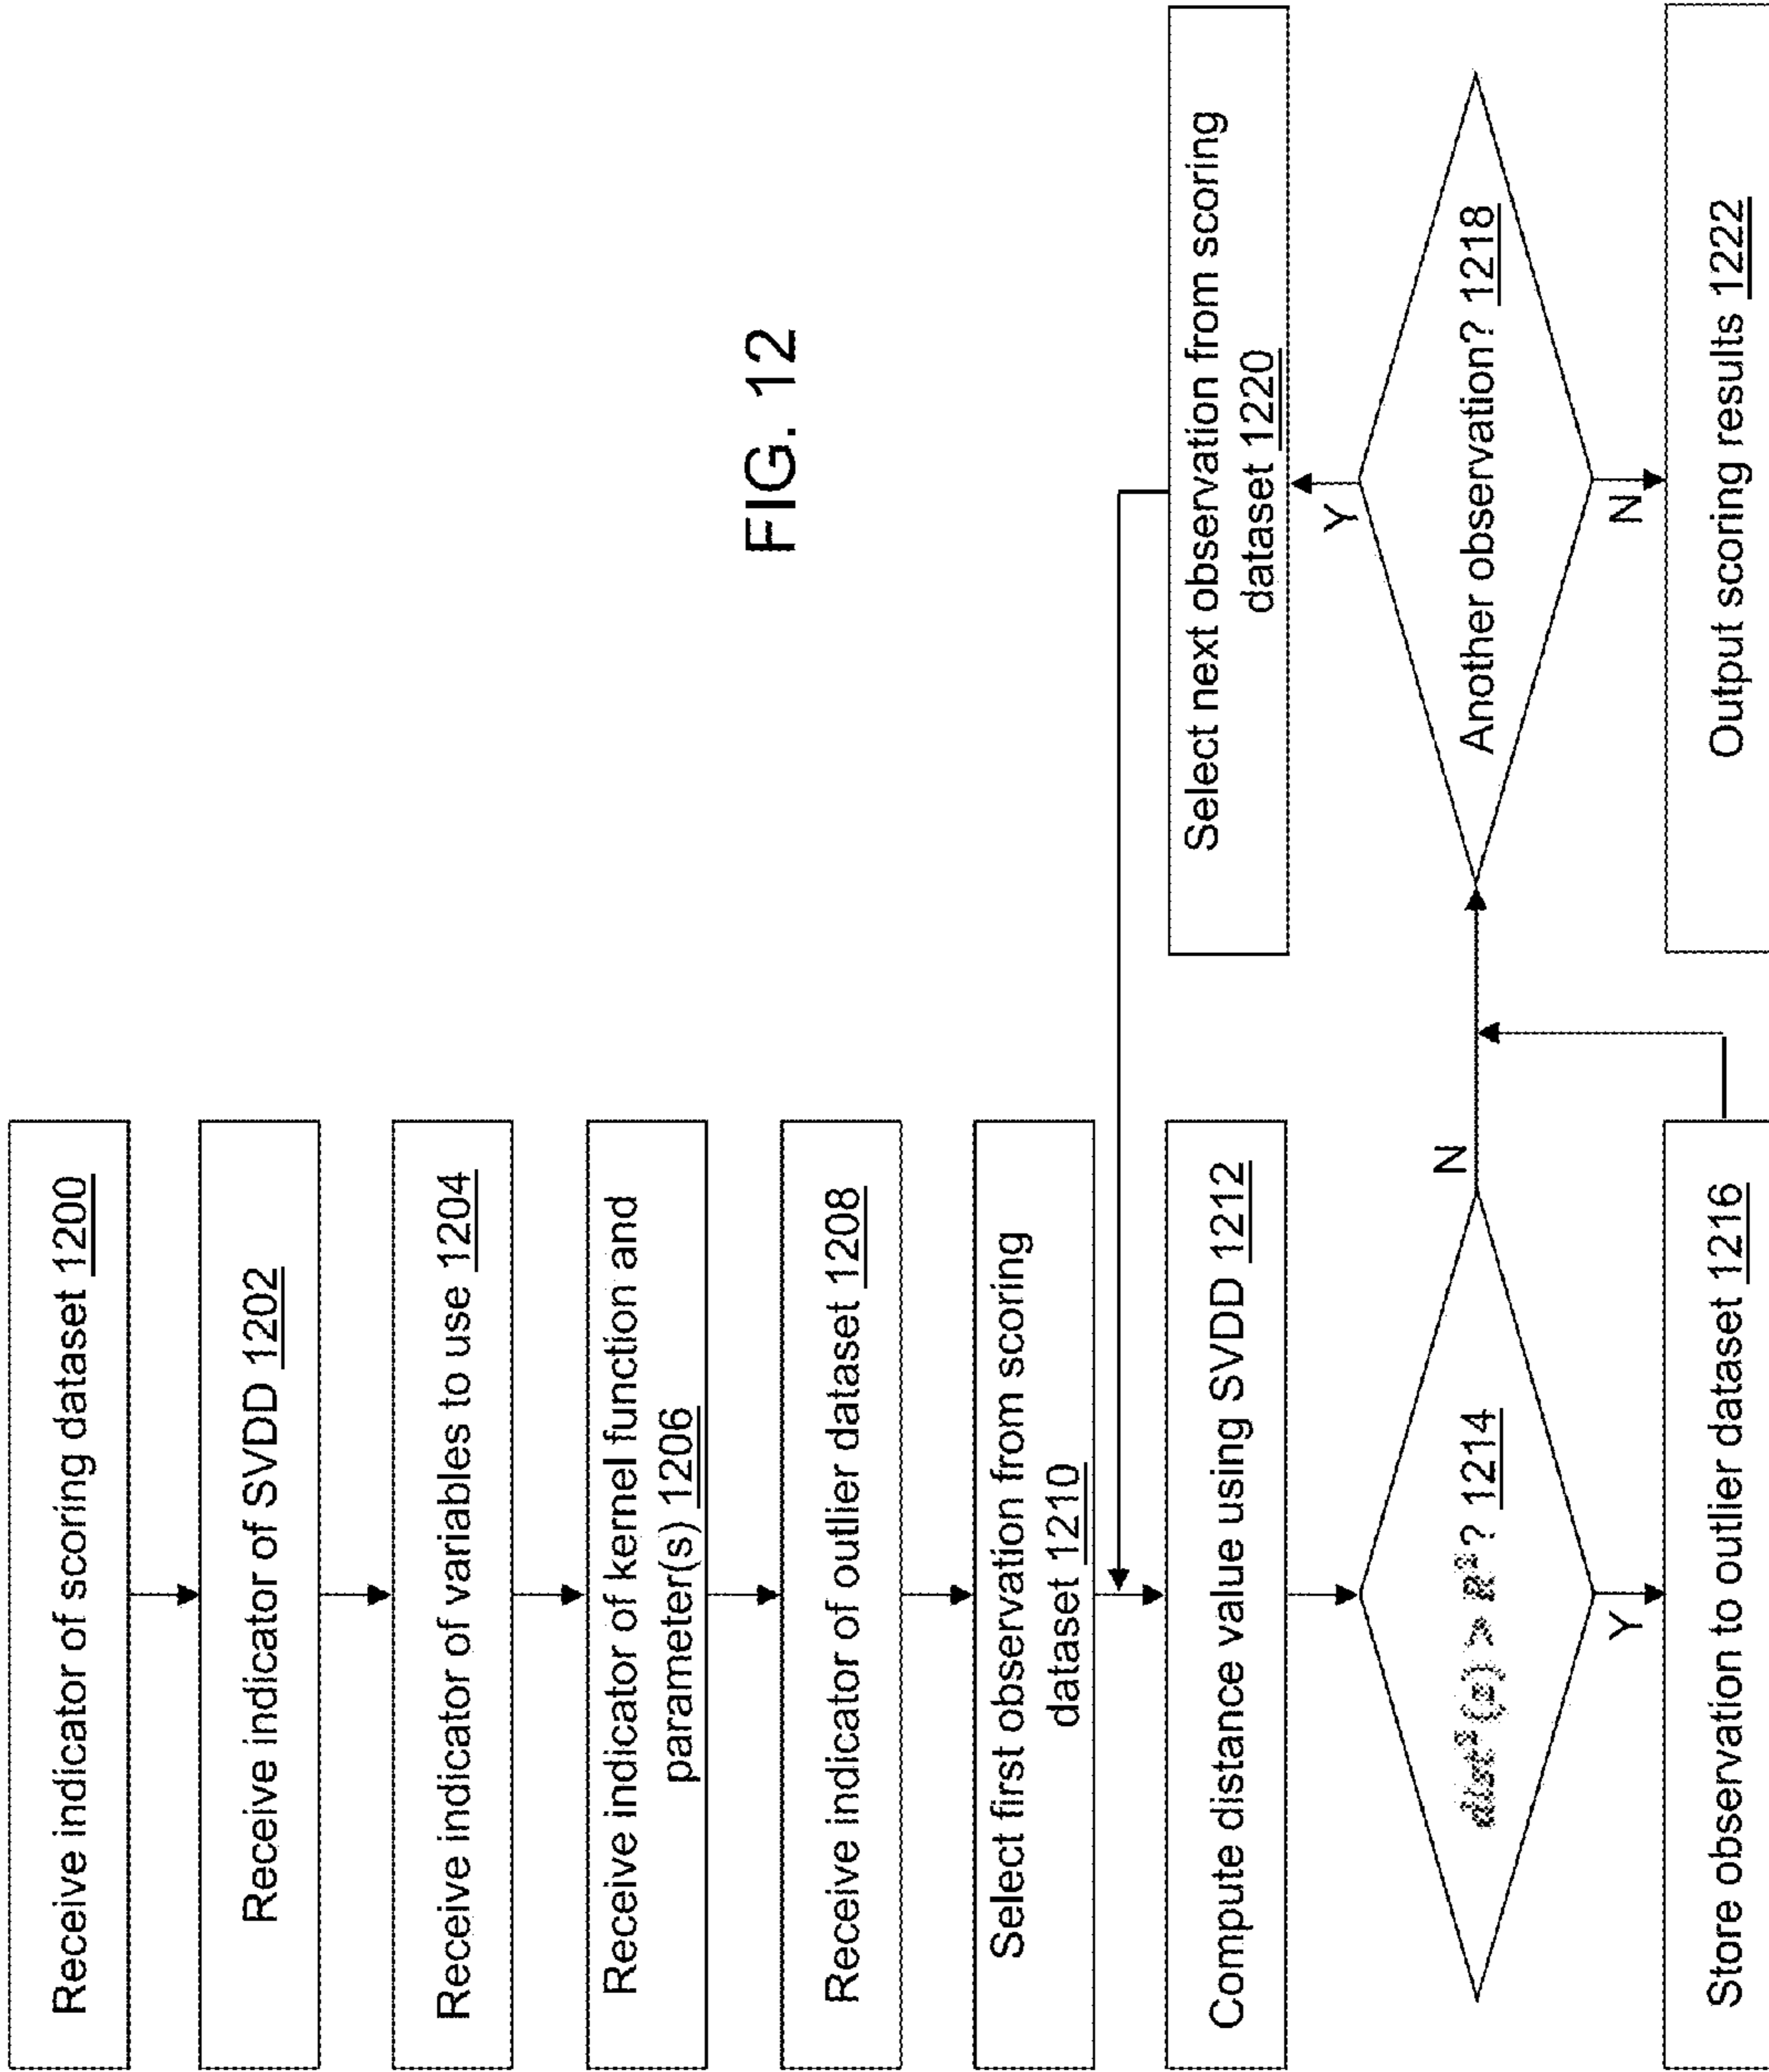 Receive indicator of scoring dataset 1200
Receive indicator of SVDD 1202
Receive indicator of variables to use 1204
Receive indicator of kernel function and
parameter(s) 1206
Receive indicator of outlier dataset 1208
Select first observation from scoring
dataset 1210
Compute distance value using SVDD 1212
dist²(z) > R²? 1214
N
Y
Store observation to outlier dataset 1216
FIG. 12
Select next observation from scoring
dataset 1220
Y
Another observation? 1218
N
Output scoring results 1222